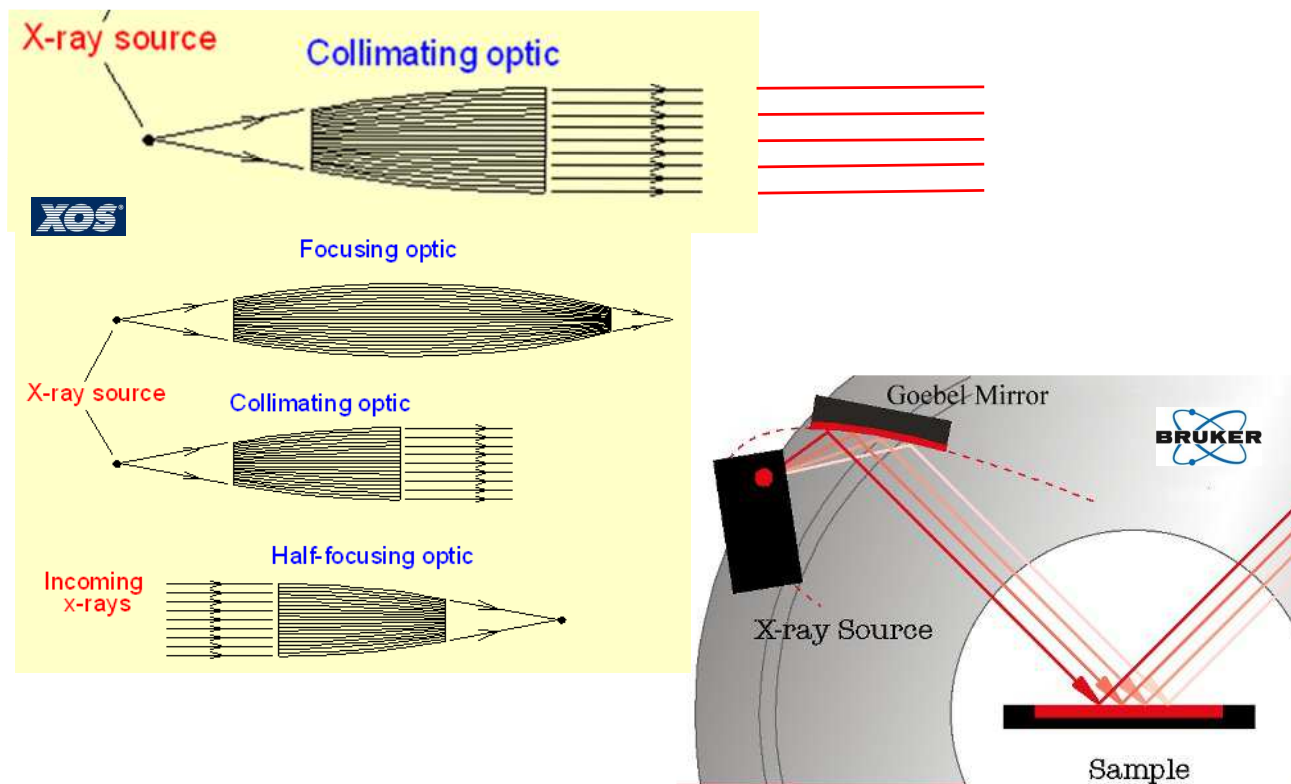 X-ray source
Collimating optic
XOS®
Focusing optic
X-ray source
Collimating optic
Half-focusing optic
Incoming
x-rays
Goebel Mirror
BRUKER
X-ray Source
Sample